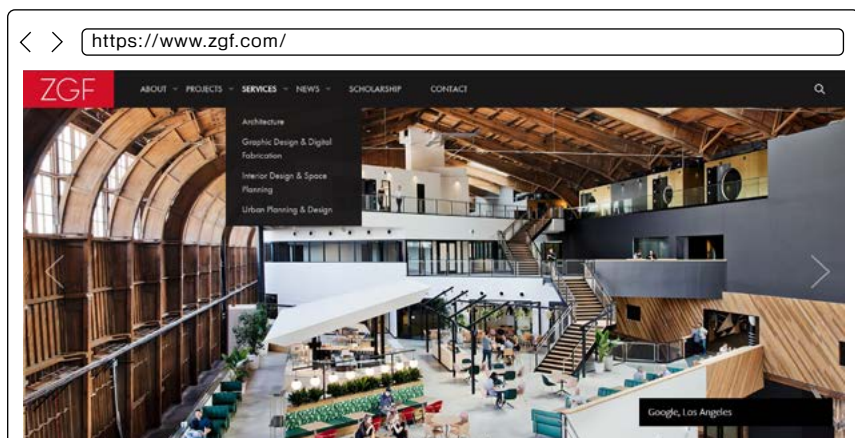 https://www.zgf.com/
ZGF ABOUT PROJECTS SERVICES NEWS SCHOLARSHIP CONTACT
Architecture
Graphic Design & Digital
Fabrication
Interior Design & Space
Planning
Urban Planning & Design
Google, Los Angeles